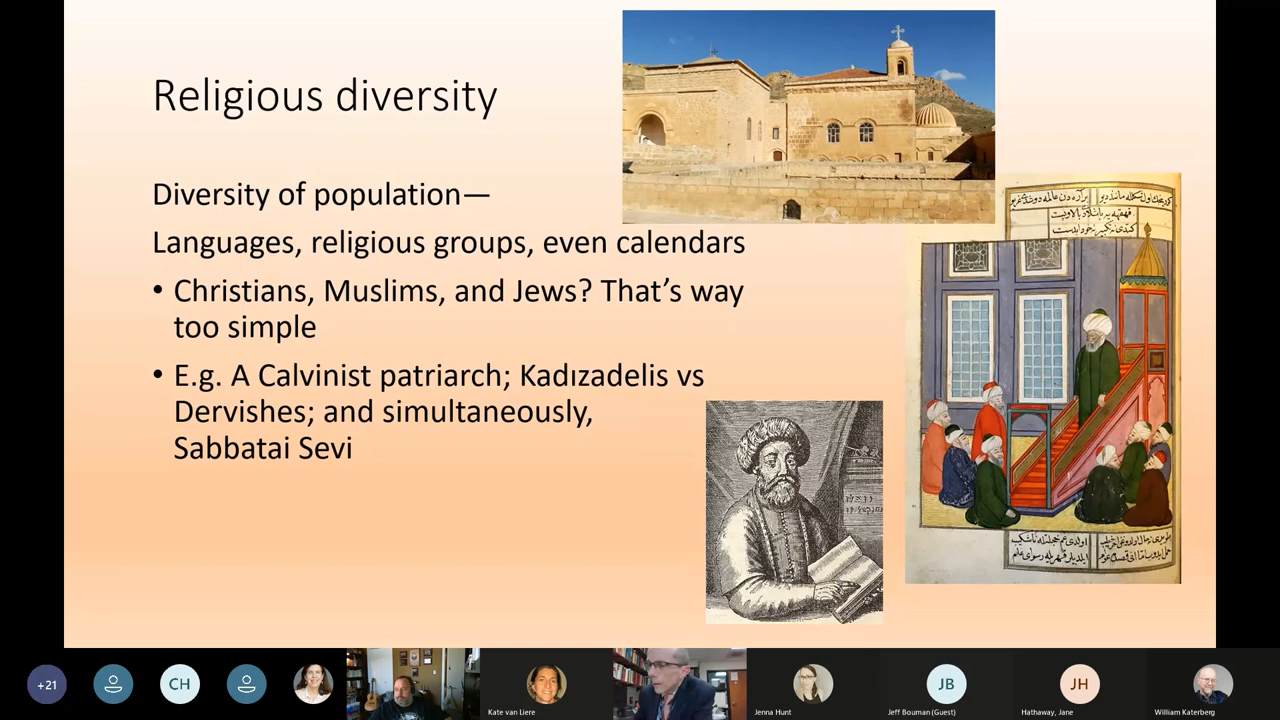 Religious diversity
Diversity of population—
Languages, religious groups, even calendars
• Christians, Muslims, and Jews? That's way
too simple
• E.g. A Calvinist patriarch; Kadızadelis vs
Dervishes; and simultaneously,
Sabbatai Sevi
+21
CH
Kate van Liere
Jenna Hunt
JB
Jeff Bouman (Guest)
JH
Hathaway, Jane
William Katerberg